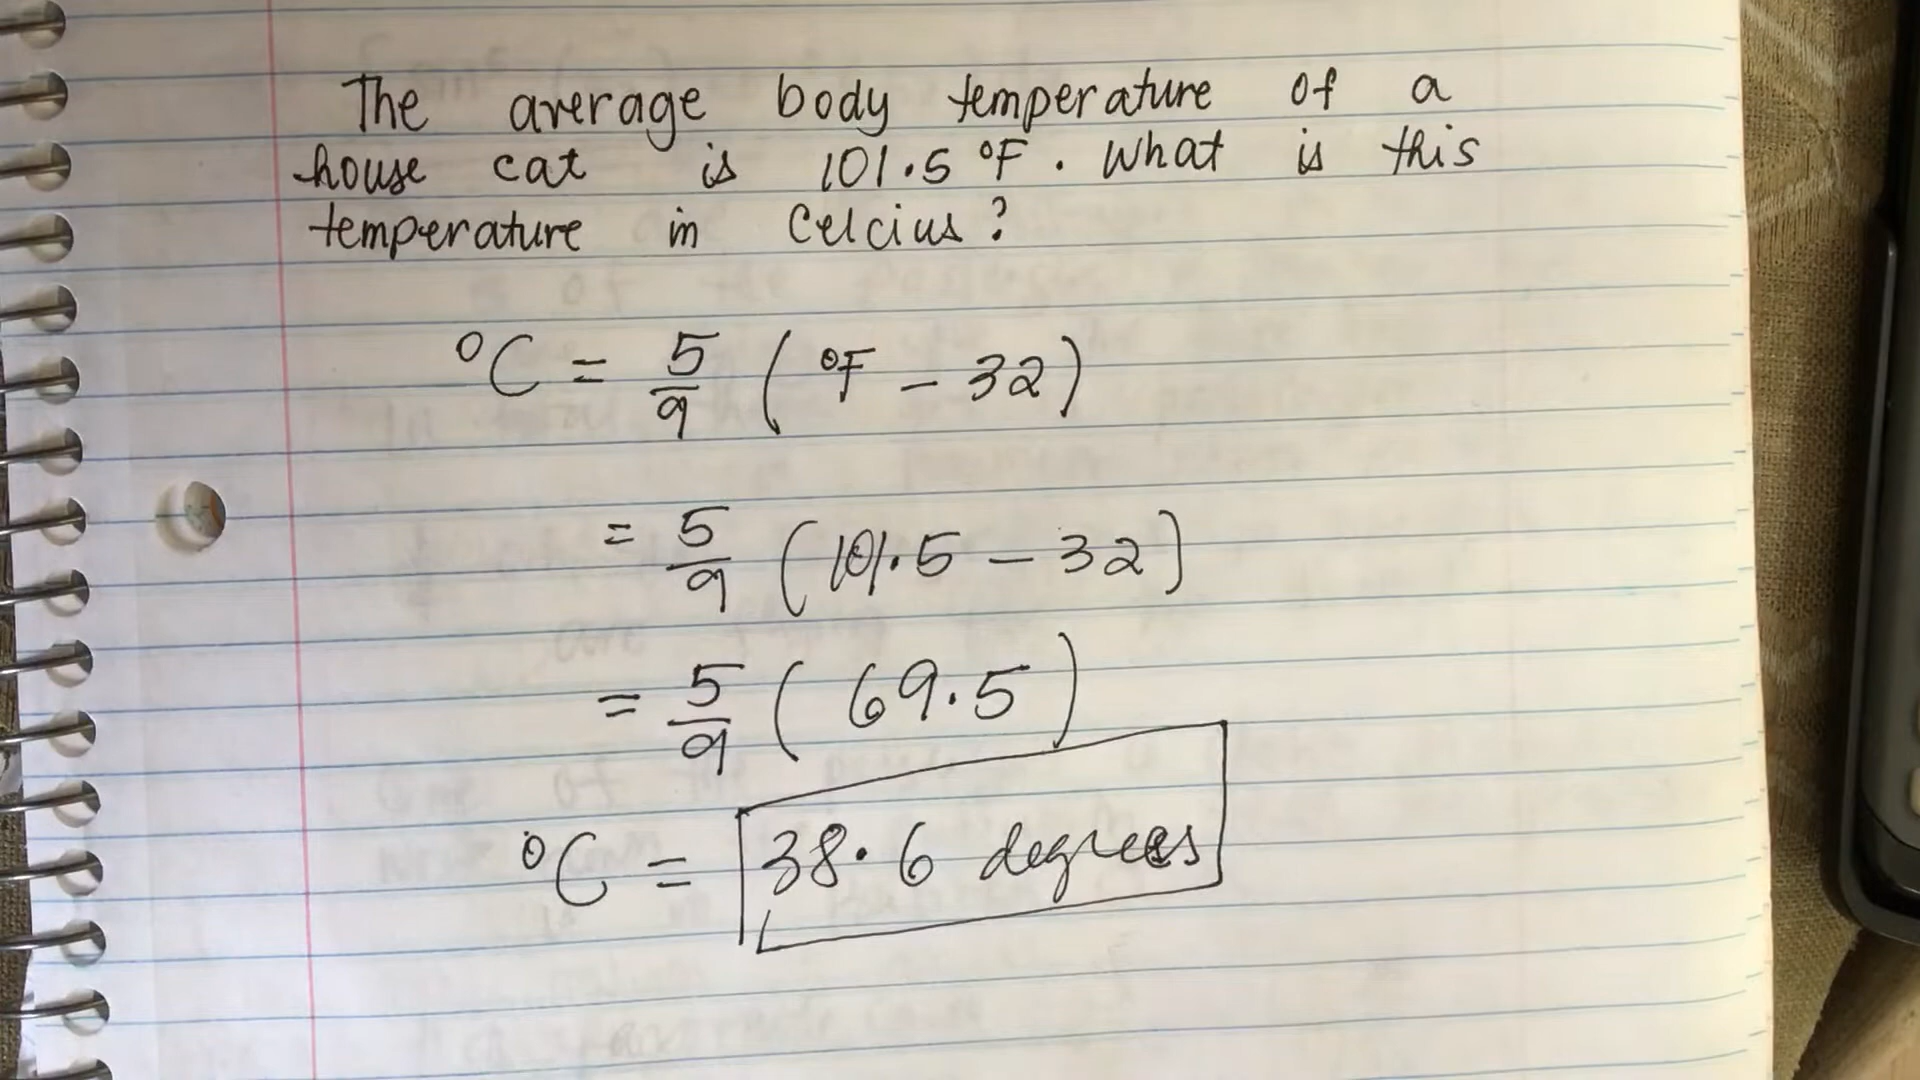 The average body temperature of a
house cat is 101.5 °F. What is this
temperature in Celcius?
°C = 5/9 (°F - 32)
= 5/9 (101.5 - 32)
= 5/9 (69.5)
°C = 38.6 degrees